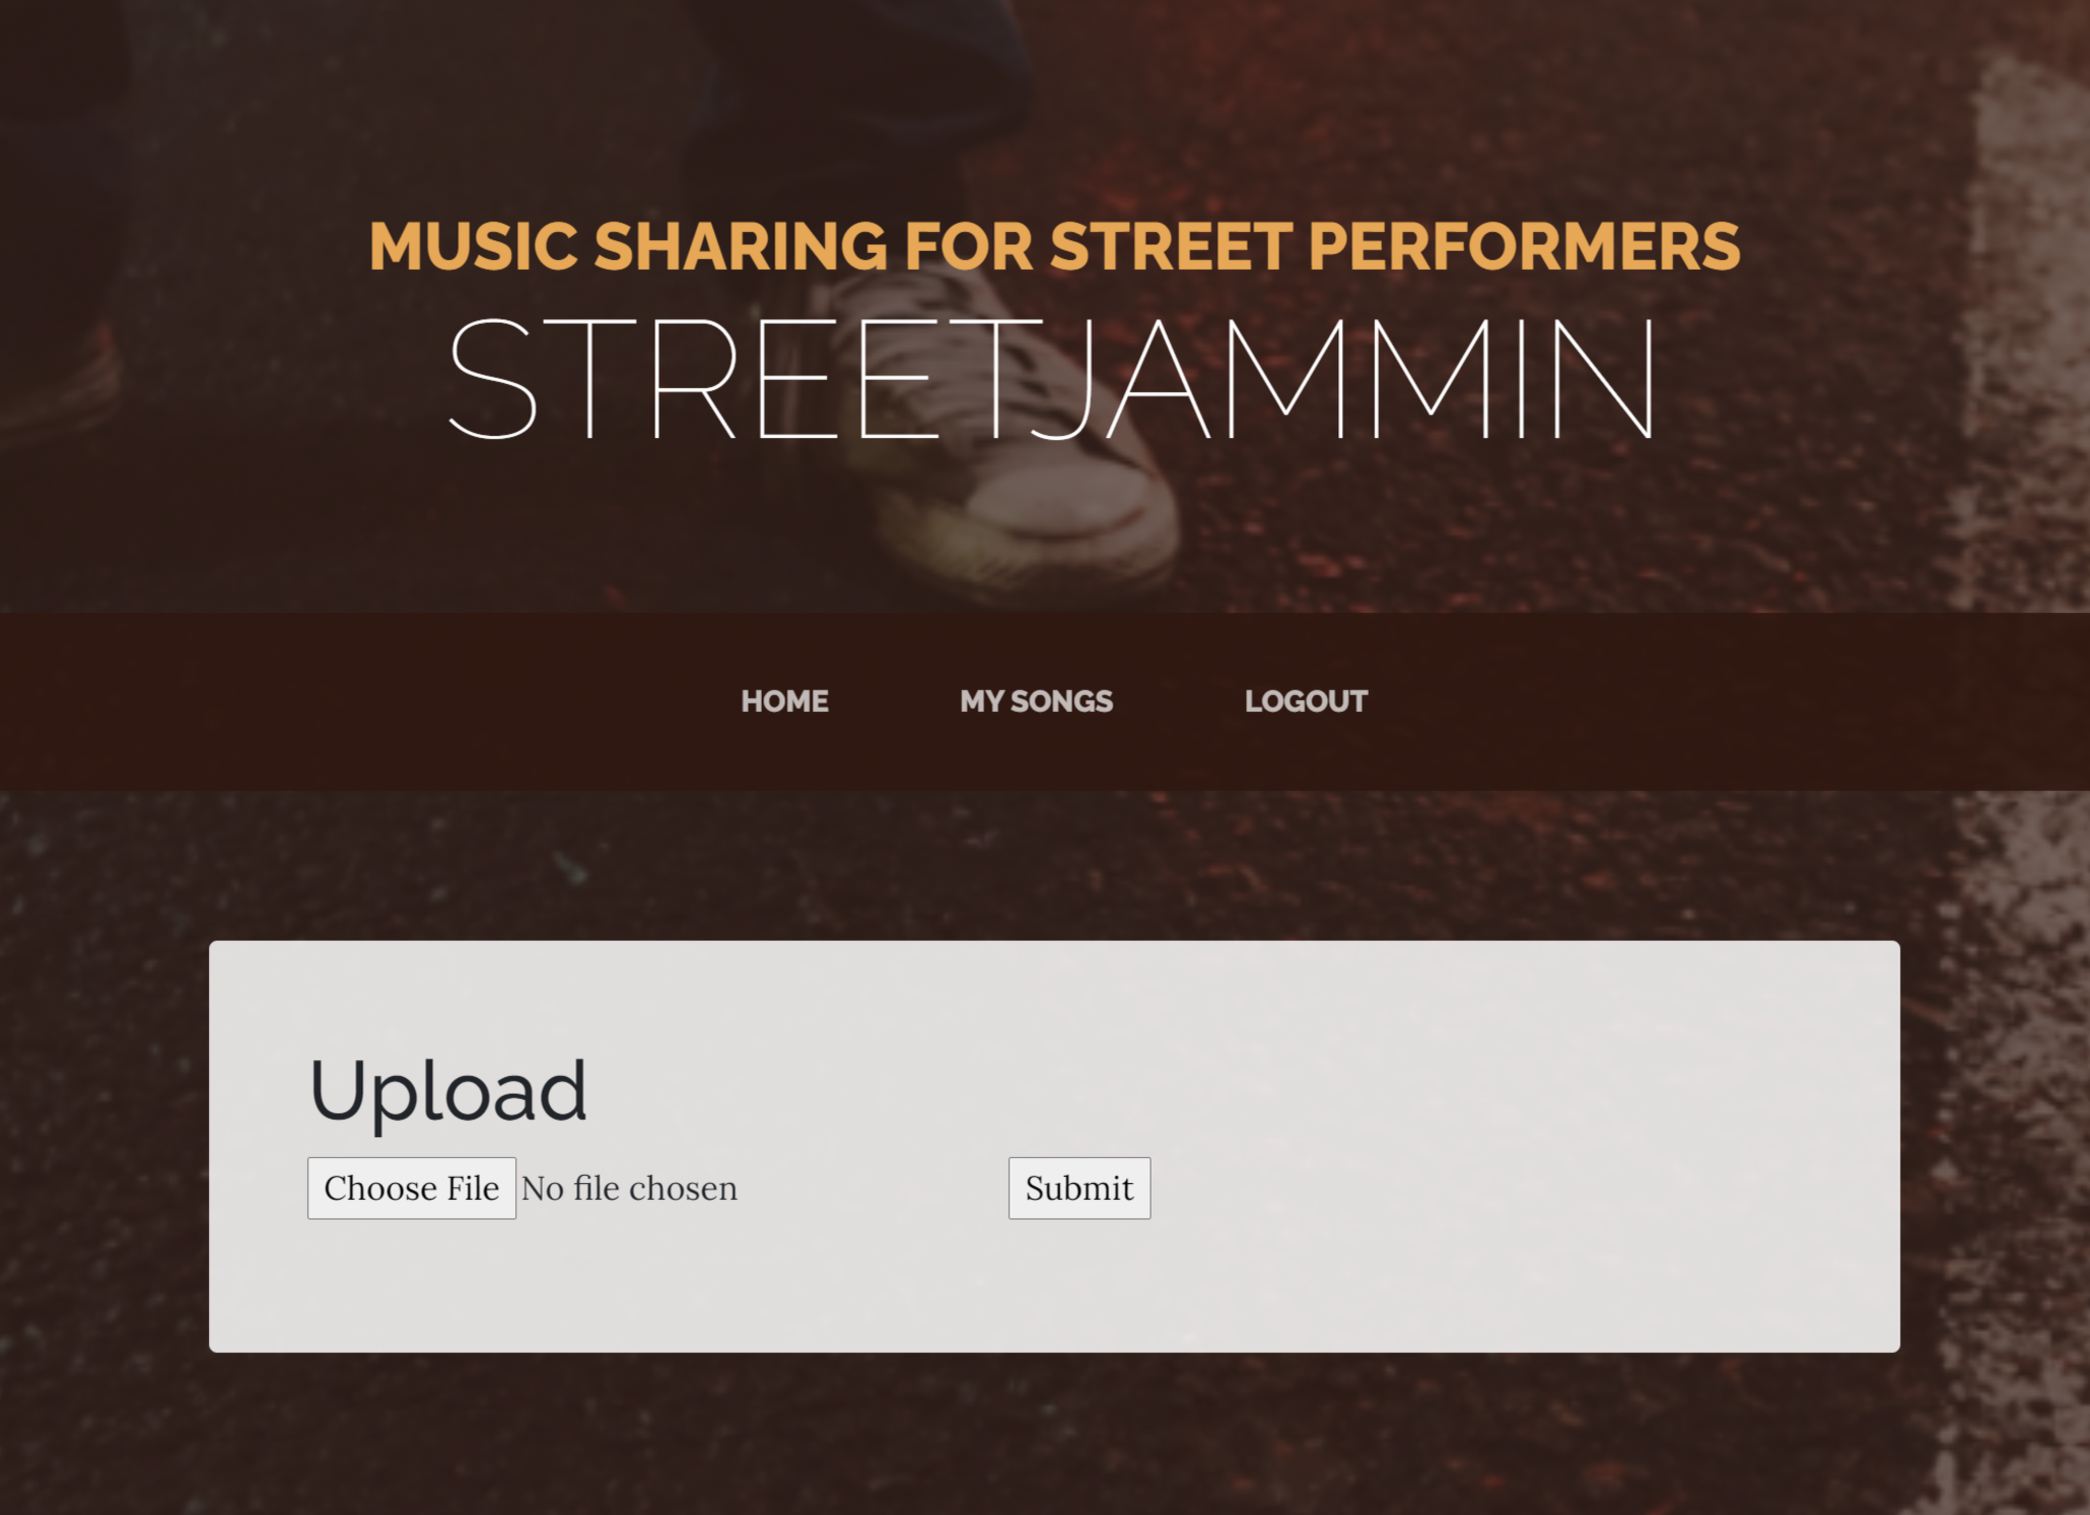 MUSIC SHARING FOR STREET PERFORMERS
STREETJAMMIN
HOME MY SONGS LOGOUT
Upload
Choose File No file chosen Submit